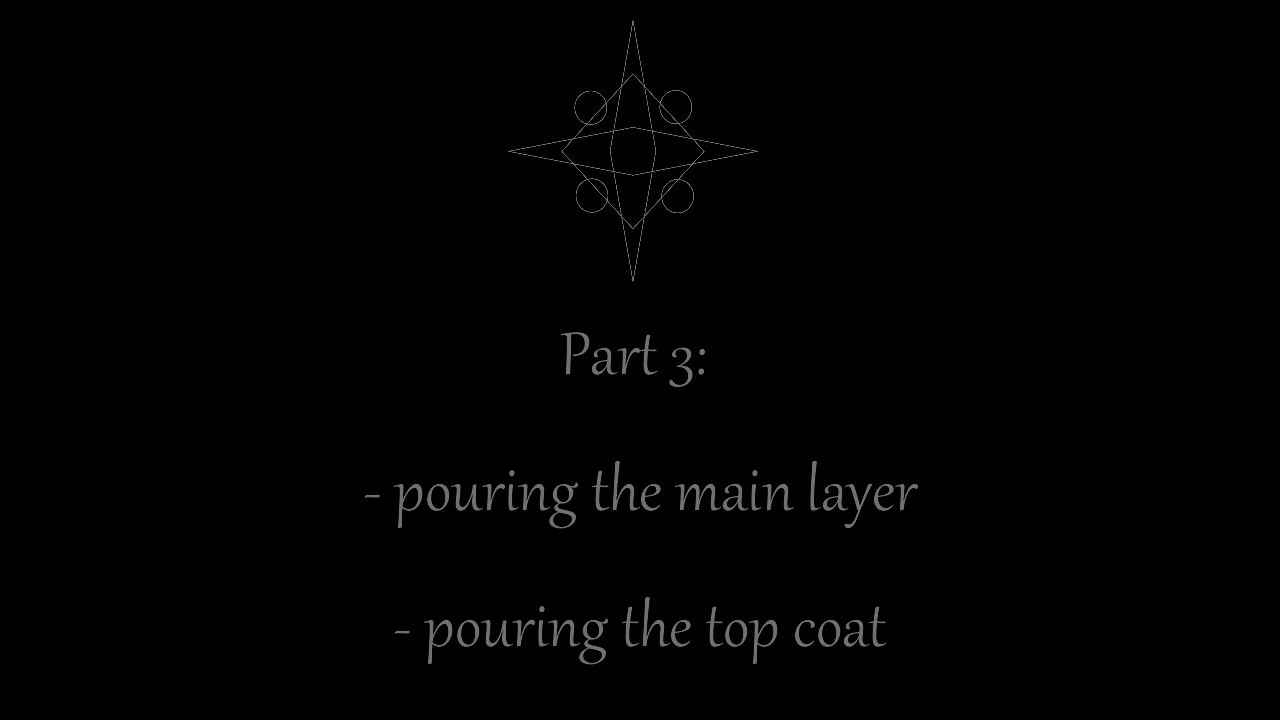 Part 3:
- pouring the main layer
- pouring the top coat